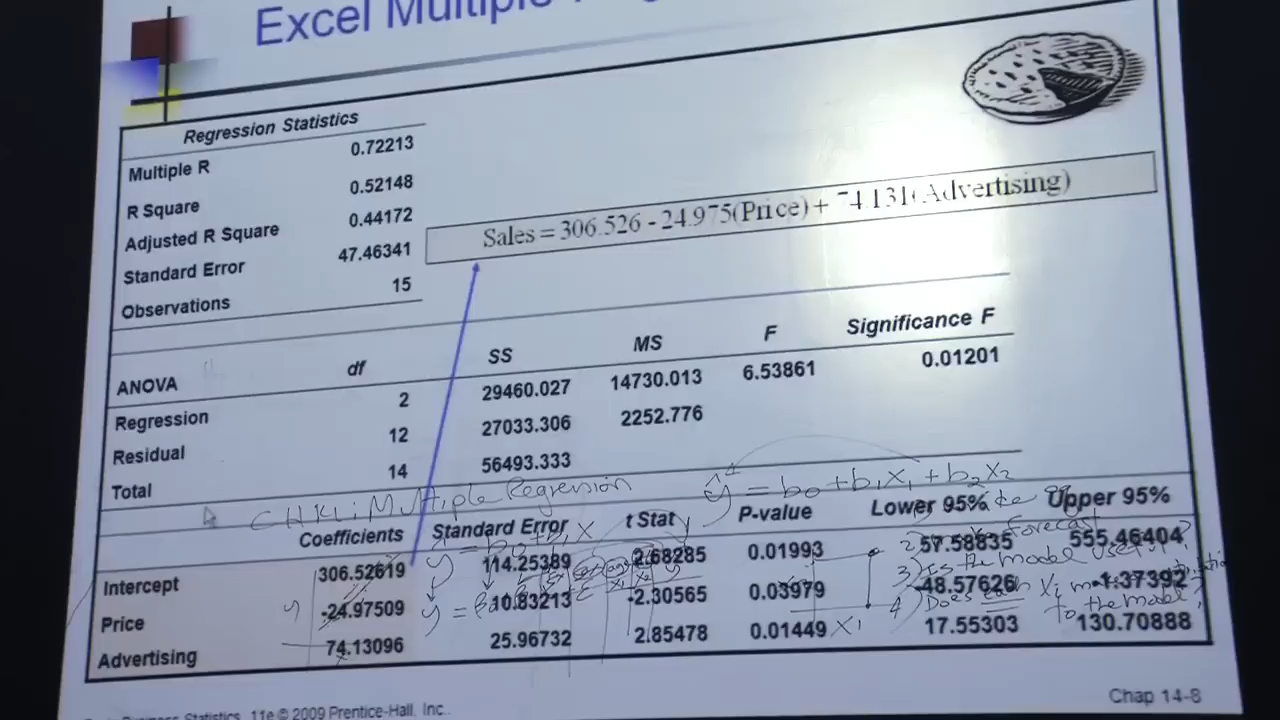 Excel Multiple
Regression Statistics
Multiple R 0.72213
R Square 0.52148
Adjusted R Square 0.44172
Standard Error 47.46341
Observations 15
Sales = 306.526 - 24.975(Price) + 74.131(Advertising)
ANOVA df SS MS F Significance F
Regression 2 29460.027 14730.013 6.53861 0.01201
Residual 12 27033.306 2252.776
Total 14 56493.333
Multiple Regression ŷ = b0 + b1X1 + b2X2
Coefficients Standard Error t Stat P-value Lower 95% Upper 95%
Intercept 306.52619 114.25389 2.68285 0.01993 57.58835 555.46404
Price -24.97509 10.83213 -2.30565 0.03979 -48.57626 -1.37392
Advertising 74.13096 25.96732 2.85478 0.01449 17.55303 130.70888
2) forecast
3) Is the model
4) Does each Xi
to the model
X1
Business Statistics, 11e © 2009 Prentice-Hall, Inc..
Chap 14-8